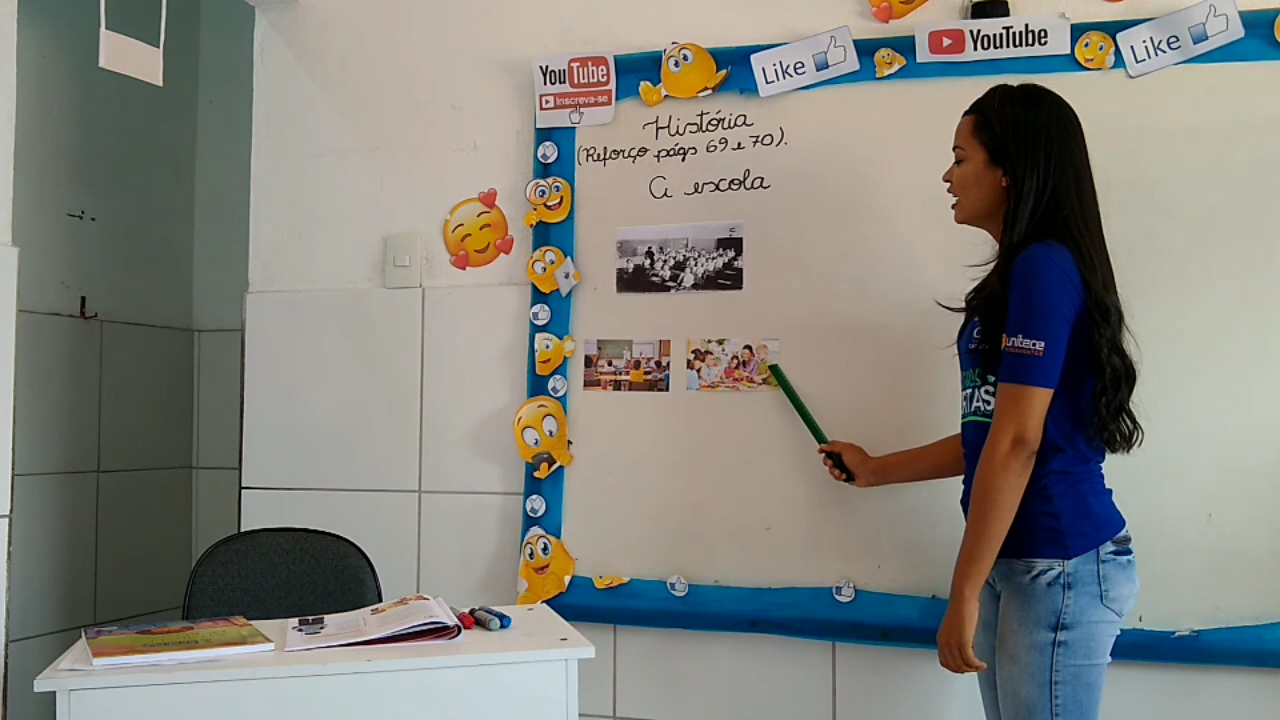 YouTube
Inscreva-se
Like
YouTube
Like
História
(Reforço págs 69 e 70).
A escola
unitece